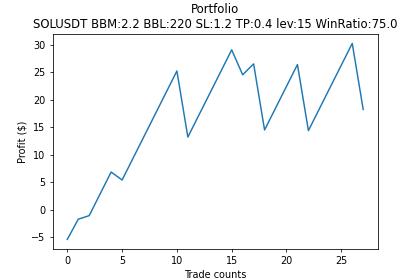 Portfolio
SOLUSDT BBM:2.2 BBL:220 SL:1.2 TP:0.4 lev:15 WinRatio:75.0
30
25
20
15
10
5
0
−5
Profit ($)
0 5 10 15 20 25
Trade counts